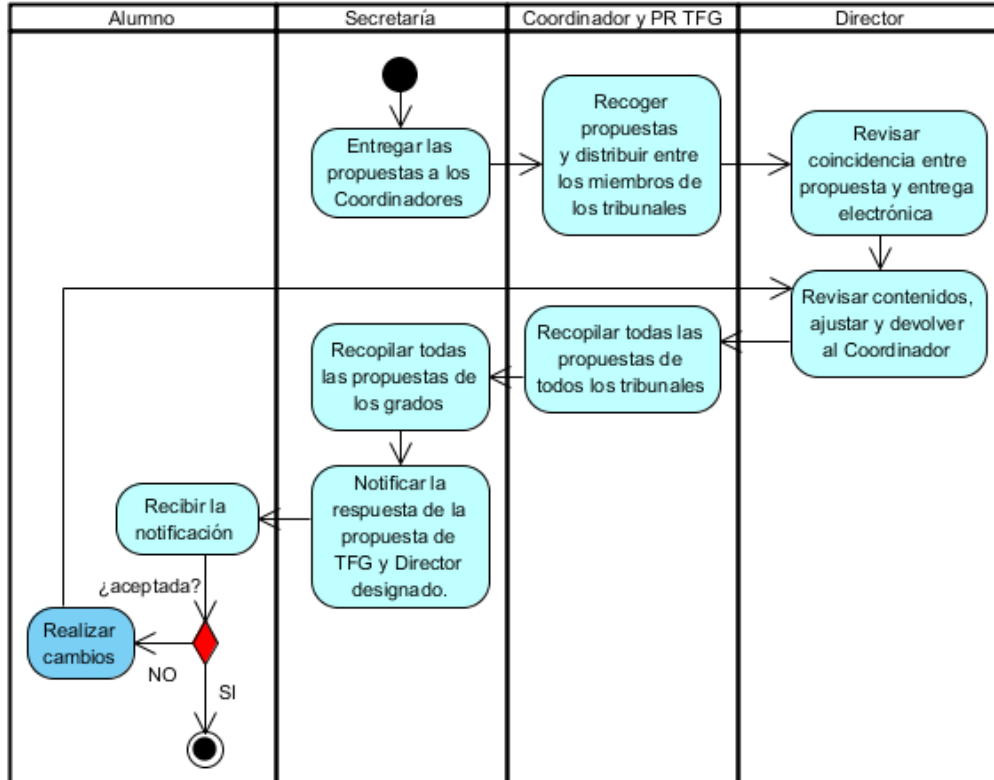 Alumno
Secretaría
Coordinador y PR TFG
Director
Entregar las
propuestas a los
Coordinadores
Recoger
propuestas
y distribuir entre
los miembros de
los tribunales
Revisar
coincidencia entre
propuesta y entrega
electrónica
Revisar contenidos,
ajustar y devolver
al Coordinador
Recopilar todas las
propuestas de
todos los tribunales
Recopilar todas
las propuestas de
los grados
Notificar la
respuesta de la
propuesta de
TFG y Director
designado.
Recibir la
notificación
¿aceptada?
Realizar
cambios
NO
SI